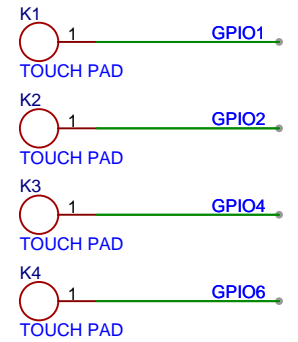 K1
1 GPIO1
TOUCH PAD
K2
1 GPIO2
TOUCH PAD
K3
1 GPIO4
TOUCH PAD
K4
1 GPIO6
TOUCH PAD